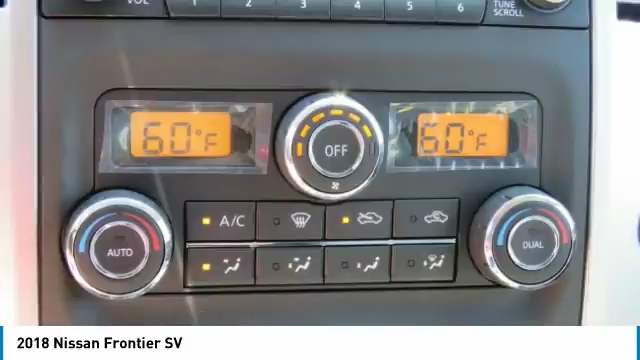 VOL 1 2 3 4 5 6 TUNE
SCROLL
60°F OFF 60°F
A/C
AUTO DUAL
2018 Nissan Frontier SV